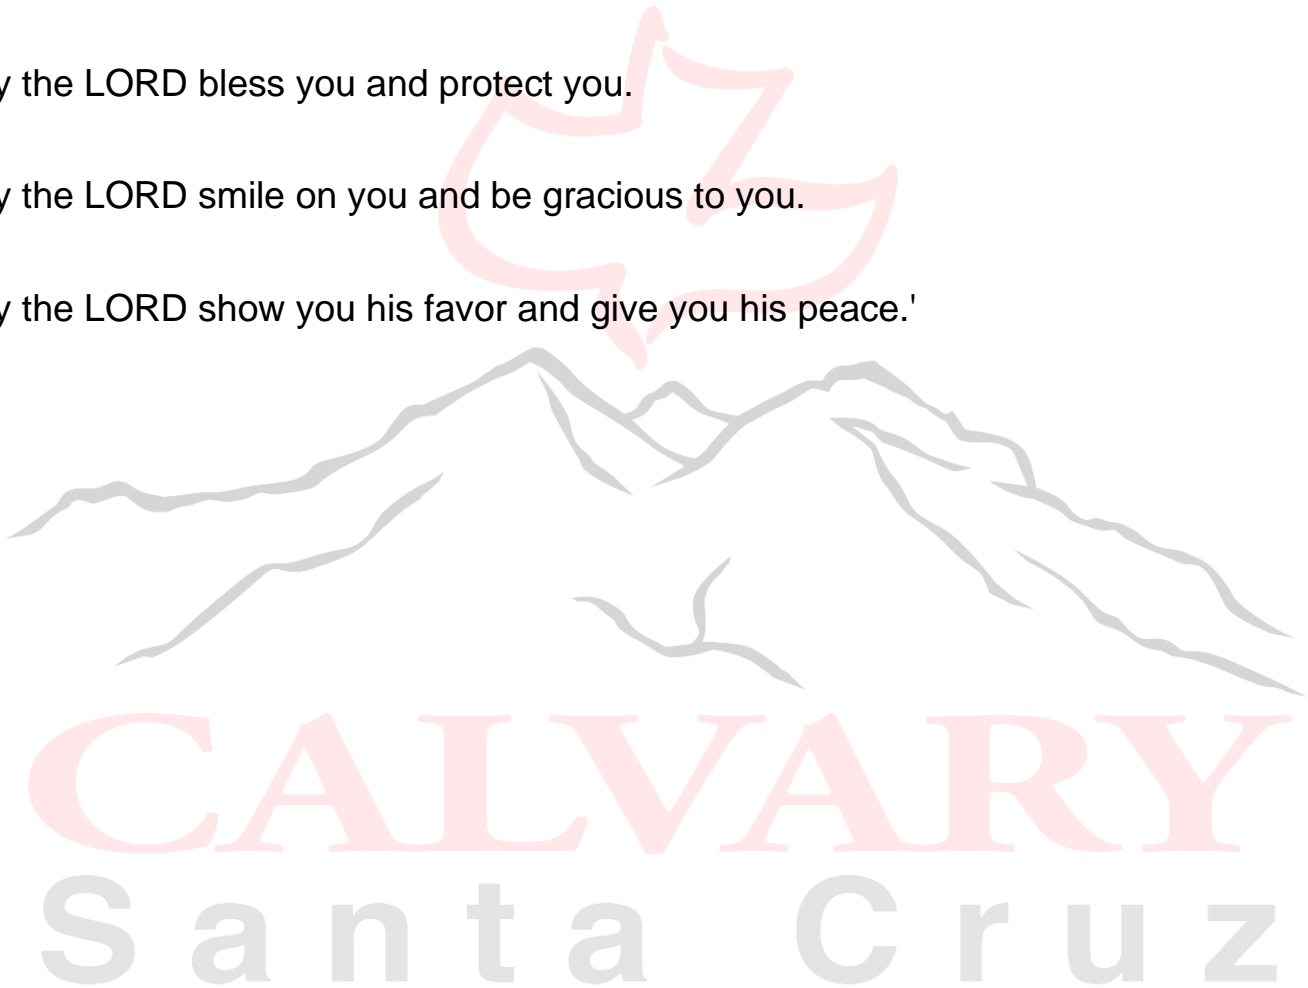 y the LORD bless you and protect you.
y the LORD smile on you and be gracious to you.
y the LORD show you his favor and give you his peace.'
CALVARY
Santa Cruz